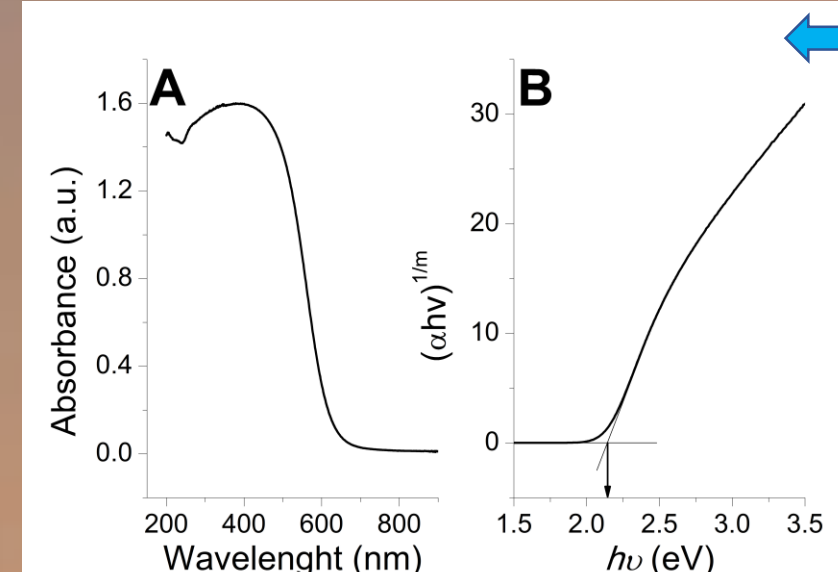 A
Absorbance (a.u.)
1.6
1.2
0.8
0.4
0.0
200 400 600 800
Wavelenght (nm)
B
(αhν)^1/m
30
20
10
0
1.5 2.0 2.5 3.0 3.5
hυ (eV)